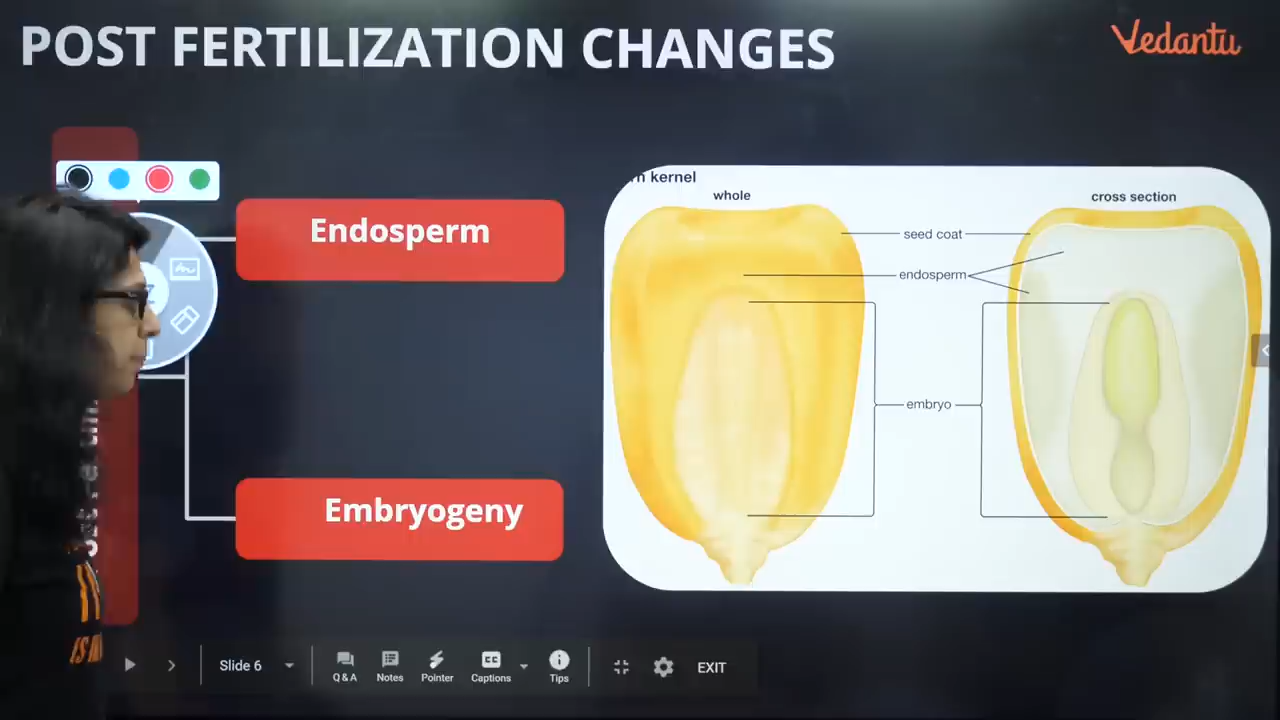 POST FERTILIZATION CHANGES
Vedantu
Endosperm
Embryogeny
kernel
whole
cross section
seed coat
endosperm
embryo
Slide 6
Q&A
Notes
Pointer
Captions
CC
Tips
EXIT